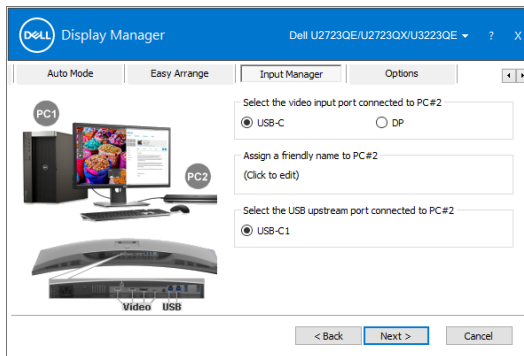 DELL Display Manager
Dell U2723QE/U2723QX/U3223QE ? X
Auto Mode Easy Arrange Input Manager Options
PC1
PC2
Video USB
Select the video input port connected to PC#2
USB-C DP
Assign a friendly name to PC#2
(Click to edit)
Select the USB upstream port connected to PC#2
USB-C1
< Back Next > Cancel